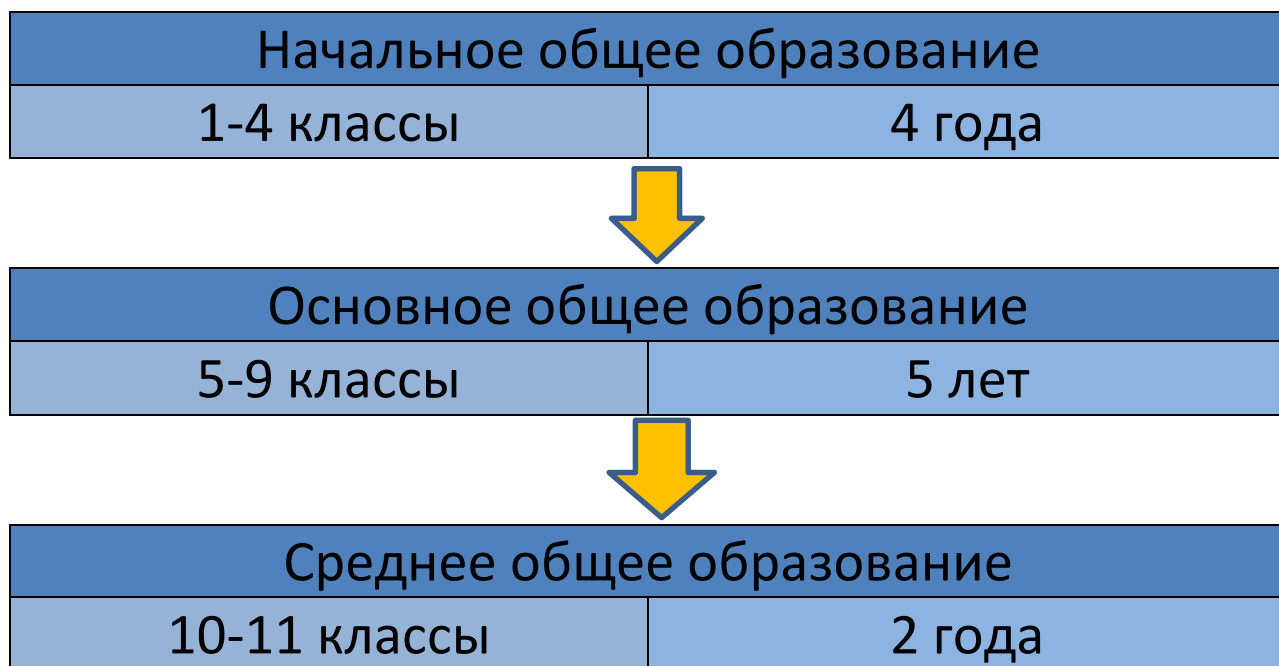 Начальное общее образование
1-4 классы 4 года
Основное общее образование
5-9 классы 5 лет
Среднее общее образование
10-11 классы 2 года